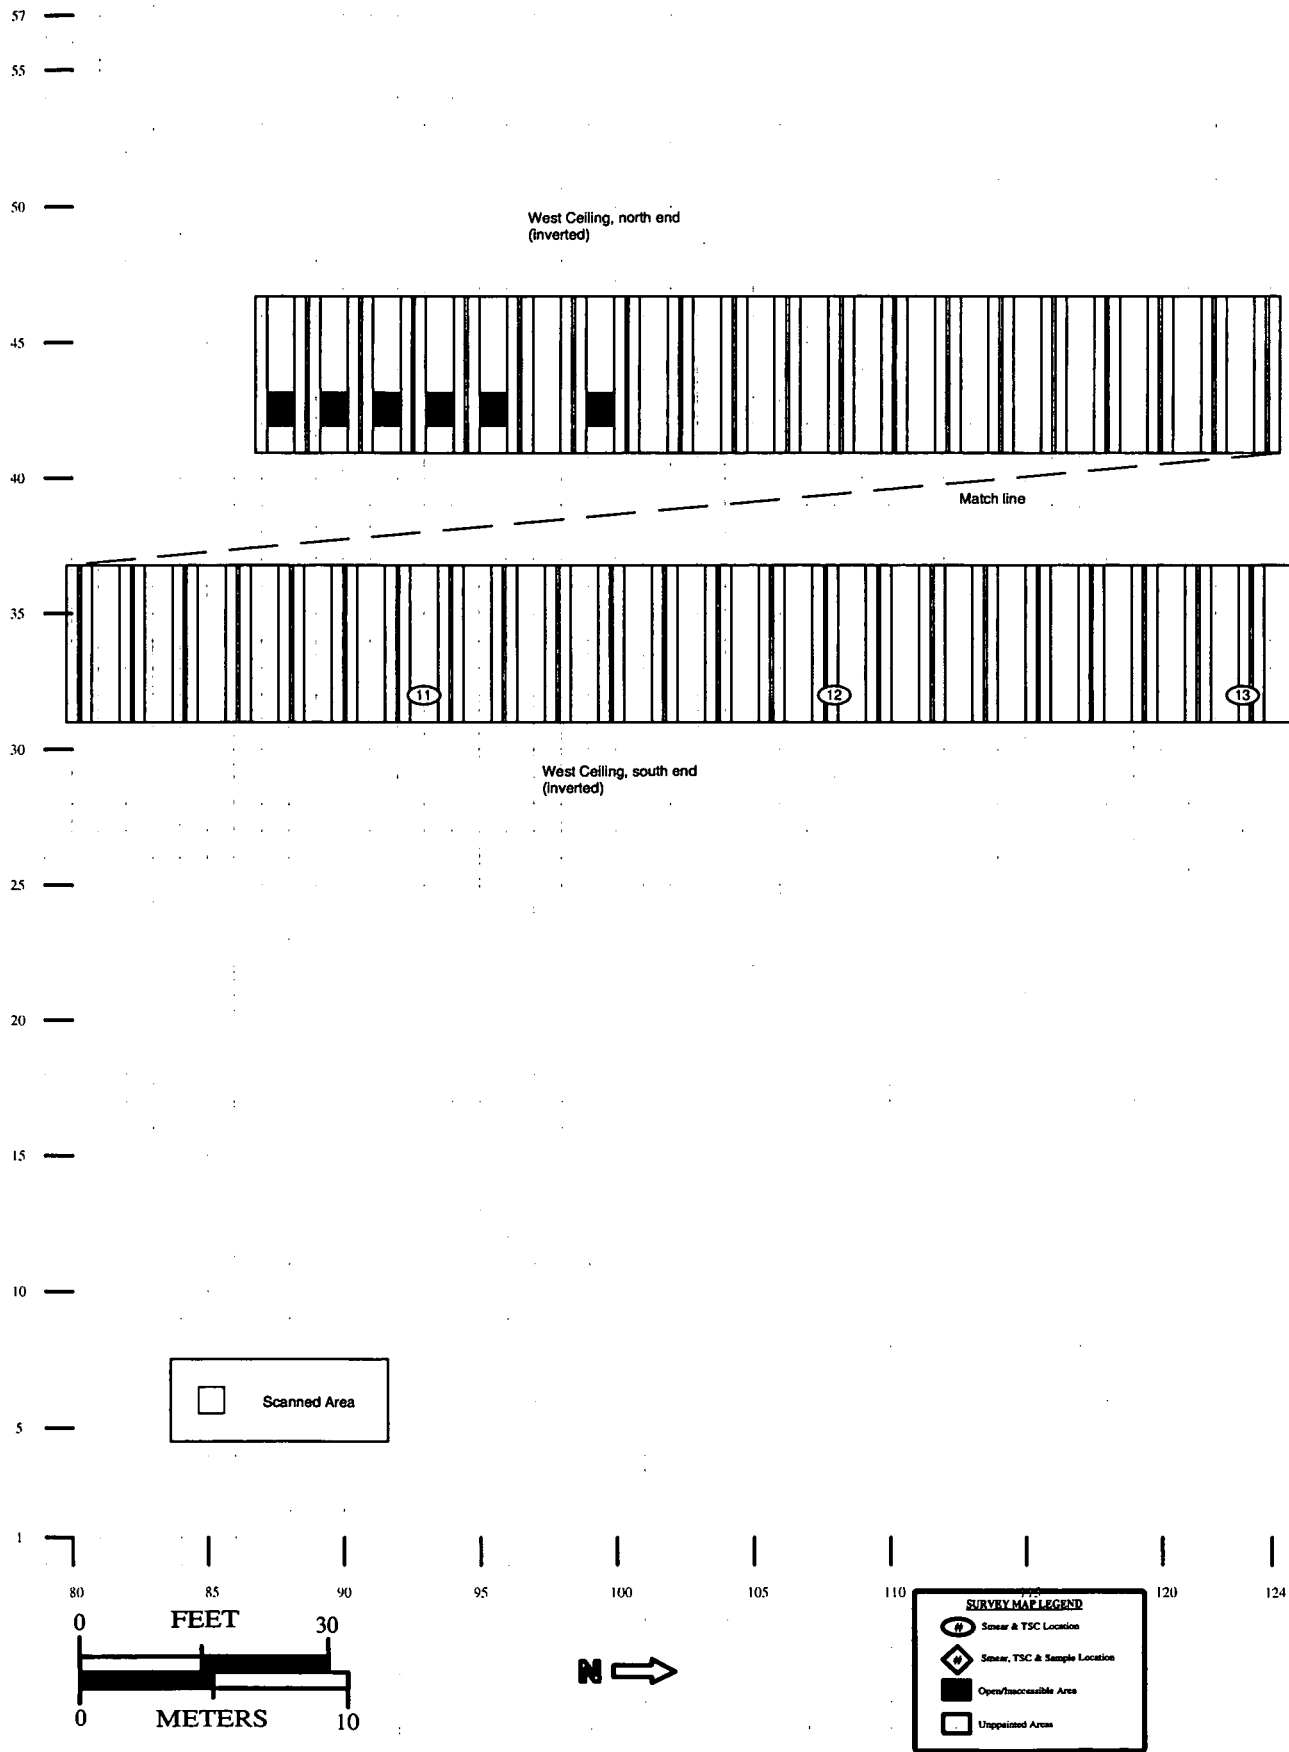 57
55
50
West Ceiling, north end
(inverted)
45
40
Match line
35
11
12
13
30
West Ceiling, south end
(inverted)
25
20
15
10
Scanned Area
5
1
80
85
90
95
100
105
110
115
120
124
0 FEET 30
0 METERS 10
N
SURVEY MAP LEGEND
# Smear & TSC Location
# Smear, TSC & Sample Location
Open/Inaccessible Area
Unppainted Areas